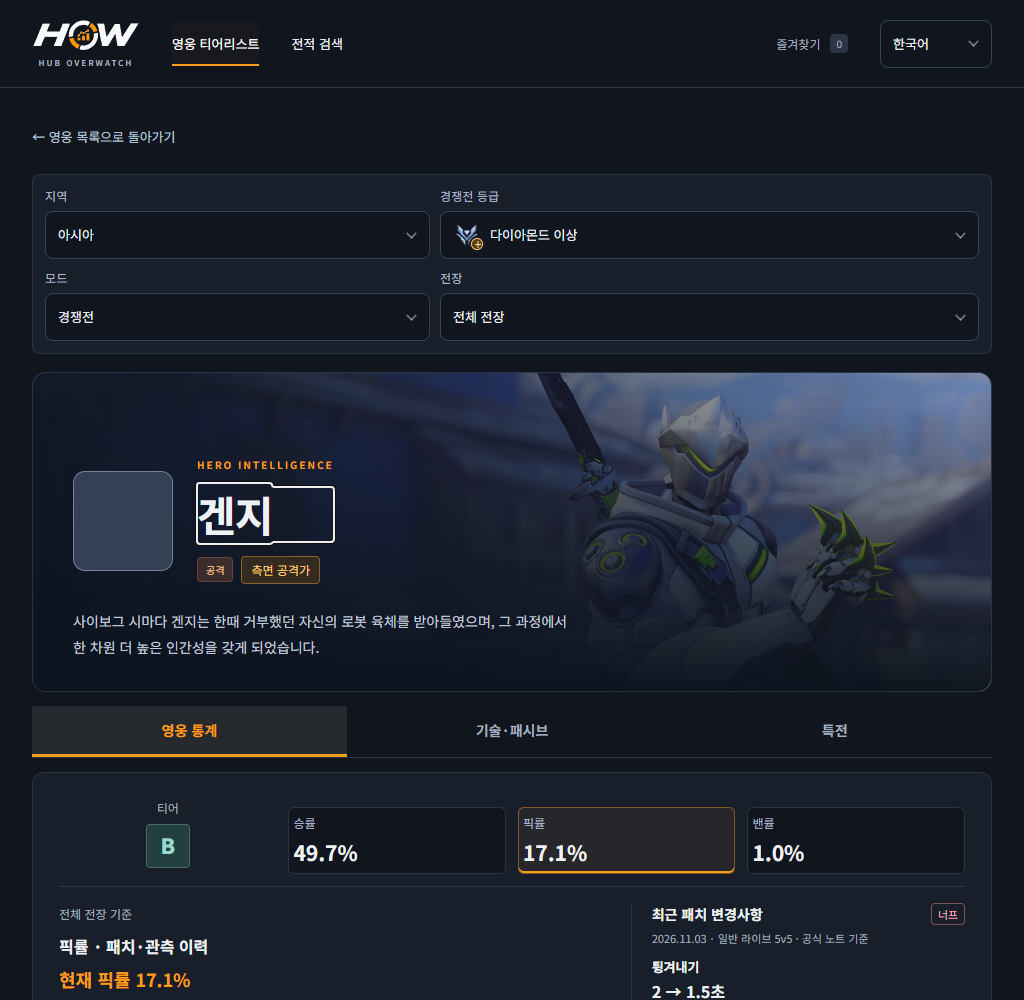 HOW
HUB OVERWATCH
영웅 티어리스트
전적 검색
즐겨찾기 0
한국어
← 영웅 목록으로 돌아가기
지역
아시아
경쟁전 등급
다이아몬드 이상
모드
경쟁전
전장
전체 전장
HERO INTELLIGENCE
겐지
공격
측면 공격가
사이보그 시마다 겐지는 한때 거부했던 자신의 로봇 육체를 받아들였으며, 그 과정에서
한 차원 더 높은 인간성을 갖게 되었습니다.
영웅 통계
기술·패시브
특전
티어
B
승률
49.7%
픽률
17.1%
밴률
1.0%
전체 전장 기준
픽률 · 패치·관측 이력
현재 픽률 17.1%
최근 패치 변경사항
너프
2026.11.03 · 일반 라이브 5v5 · 공식 노트 기준
튕겨내기
2 → 1.5초